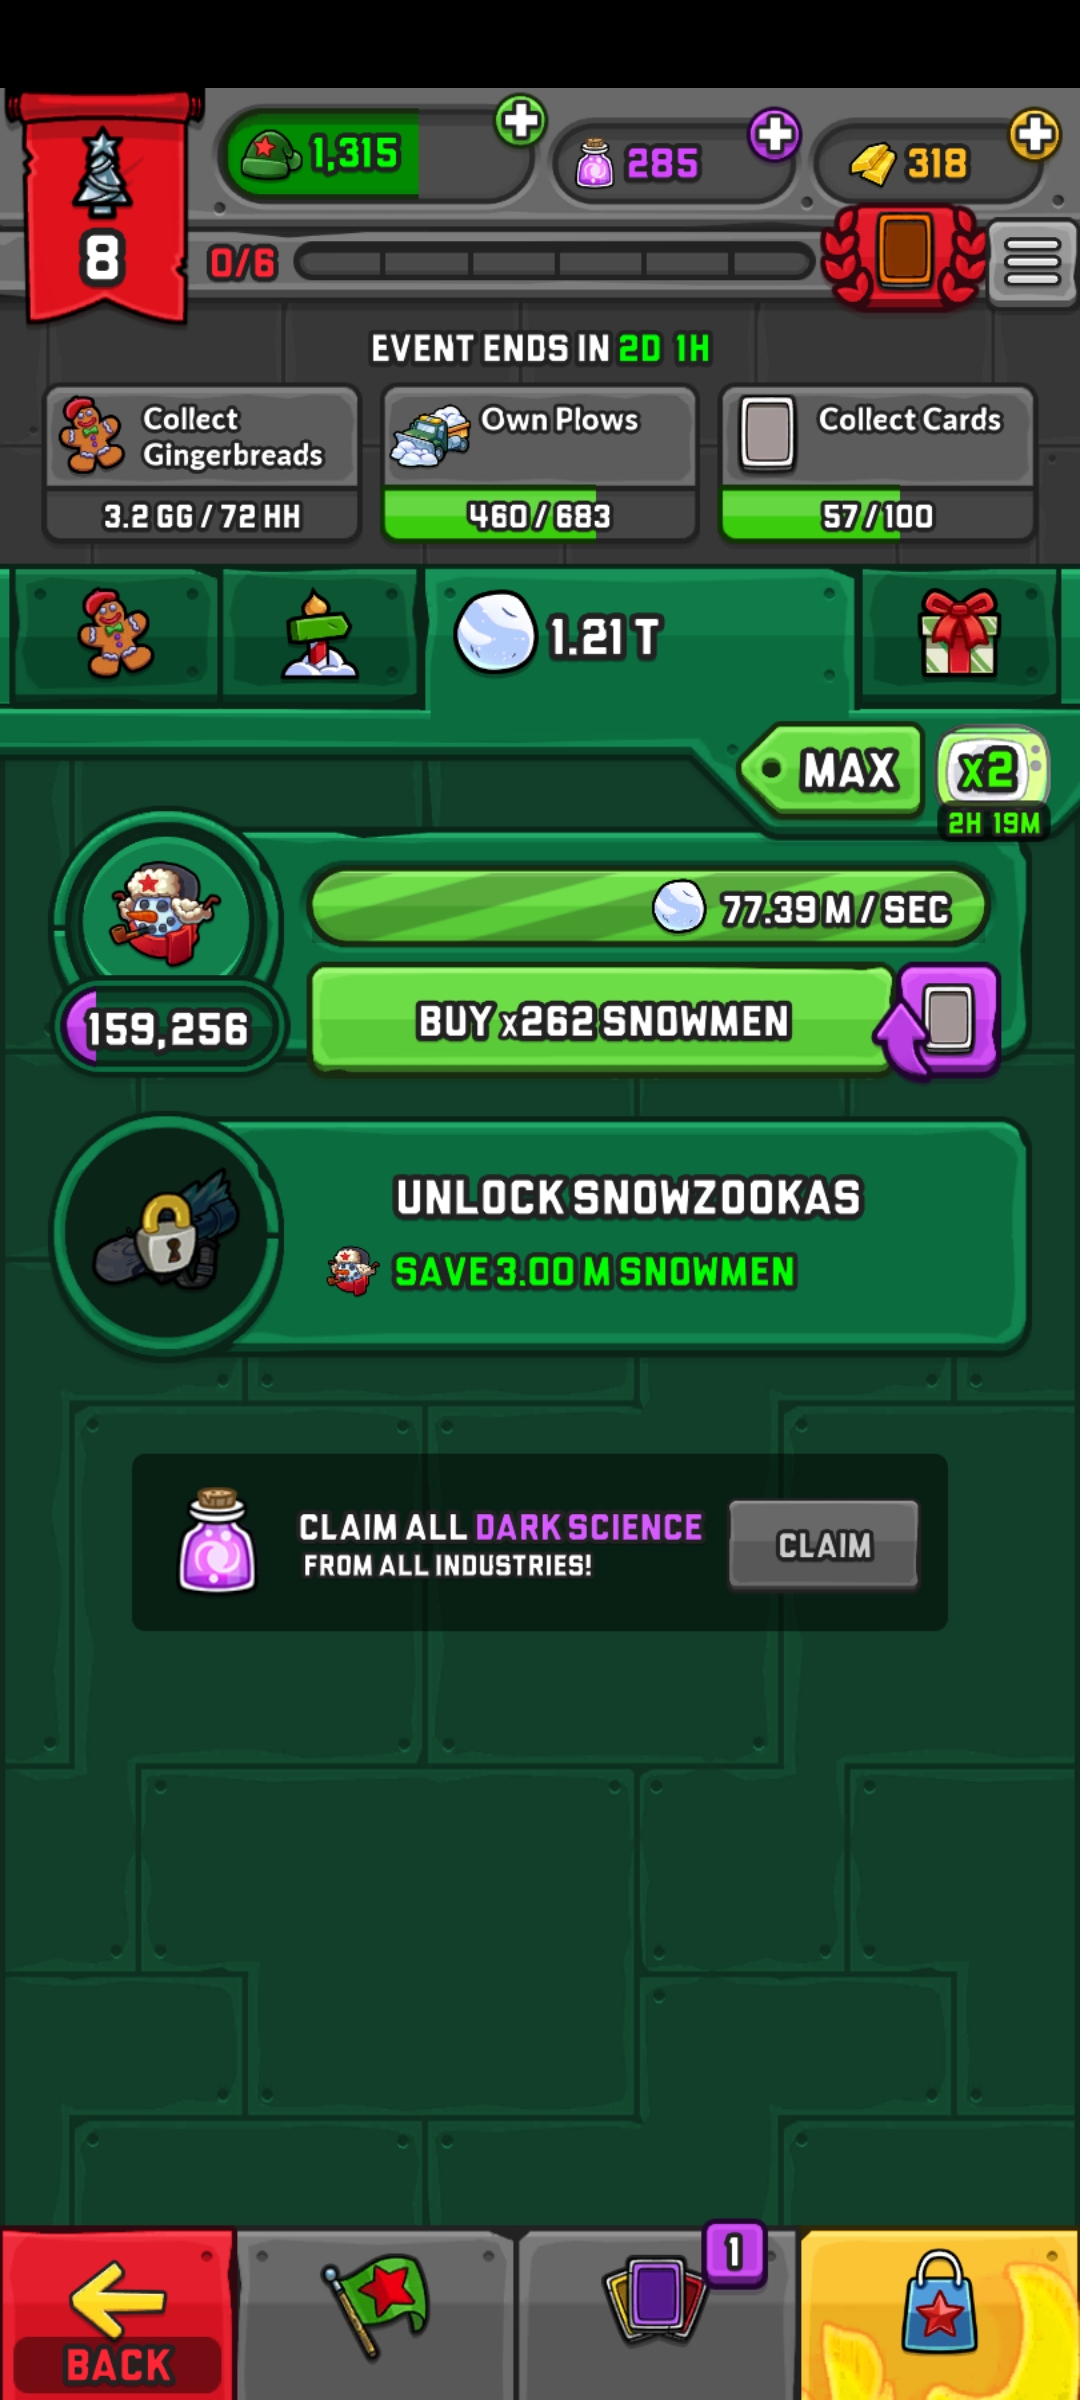 1,315
285
318
8
0/6
EVENT ENDS IN 2D 1H
Collect Gingerbreads
3.2 GG / 72 HH
Own Plows
460 / 683
Collect Cards
57 / 100
1.21 T
MAX
x2
2H 19M
77.39 M / SEC
159,256
BUY x262 SNOWMEN
UNLOCK SNOWZOOKAS
SAVE 3.00 M SNOWMEN
CLAIM ALL DARK SCIENCE
FROM ALL INDUSTRIES!
CLAIM
1
BACK